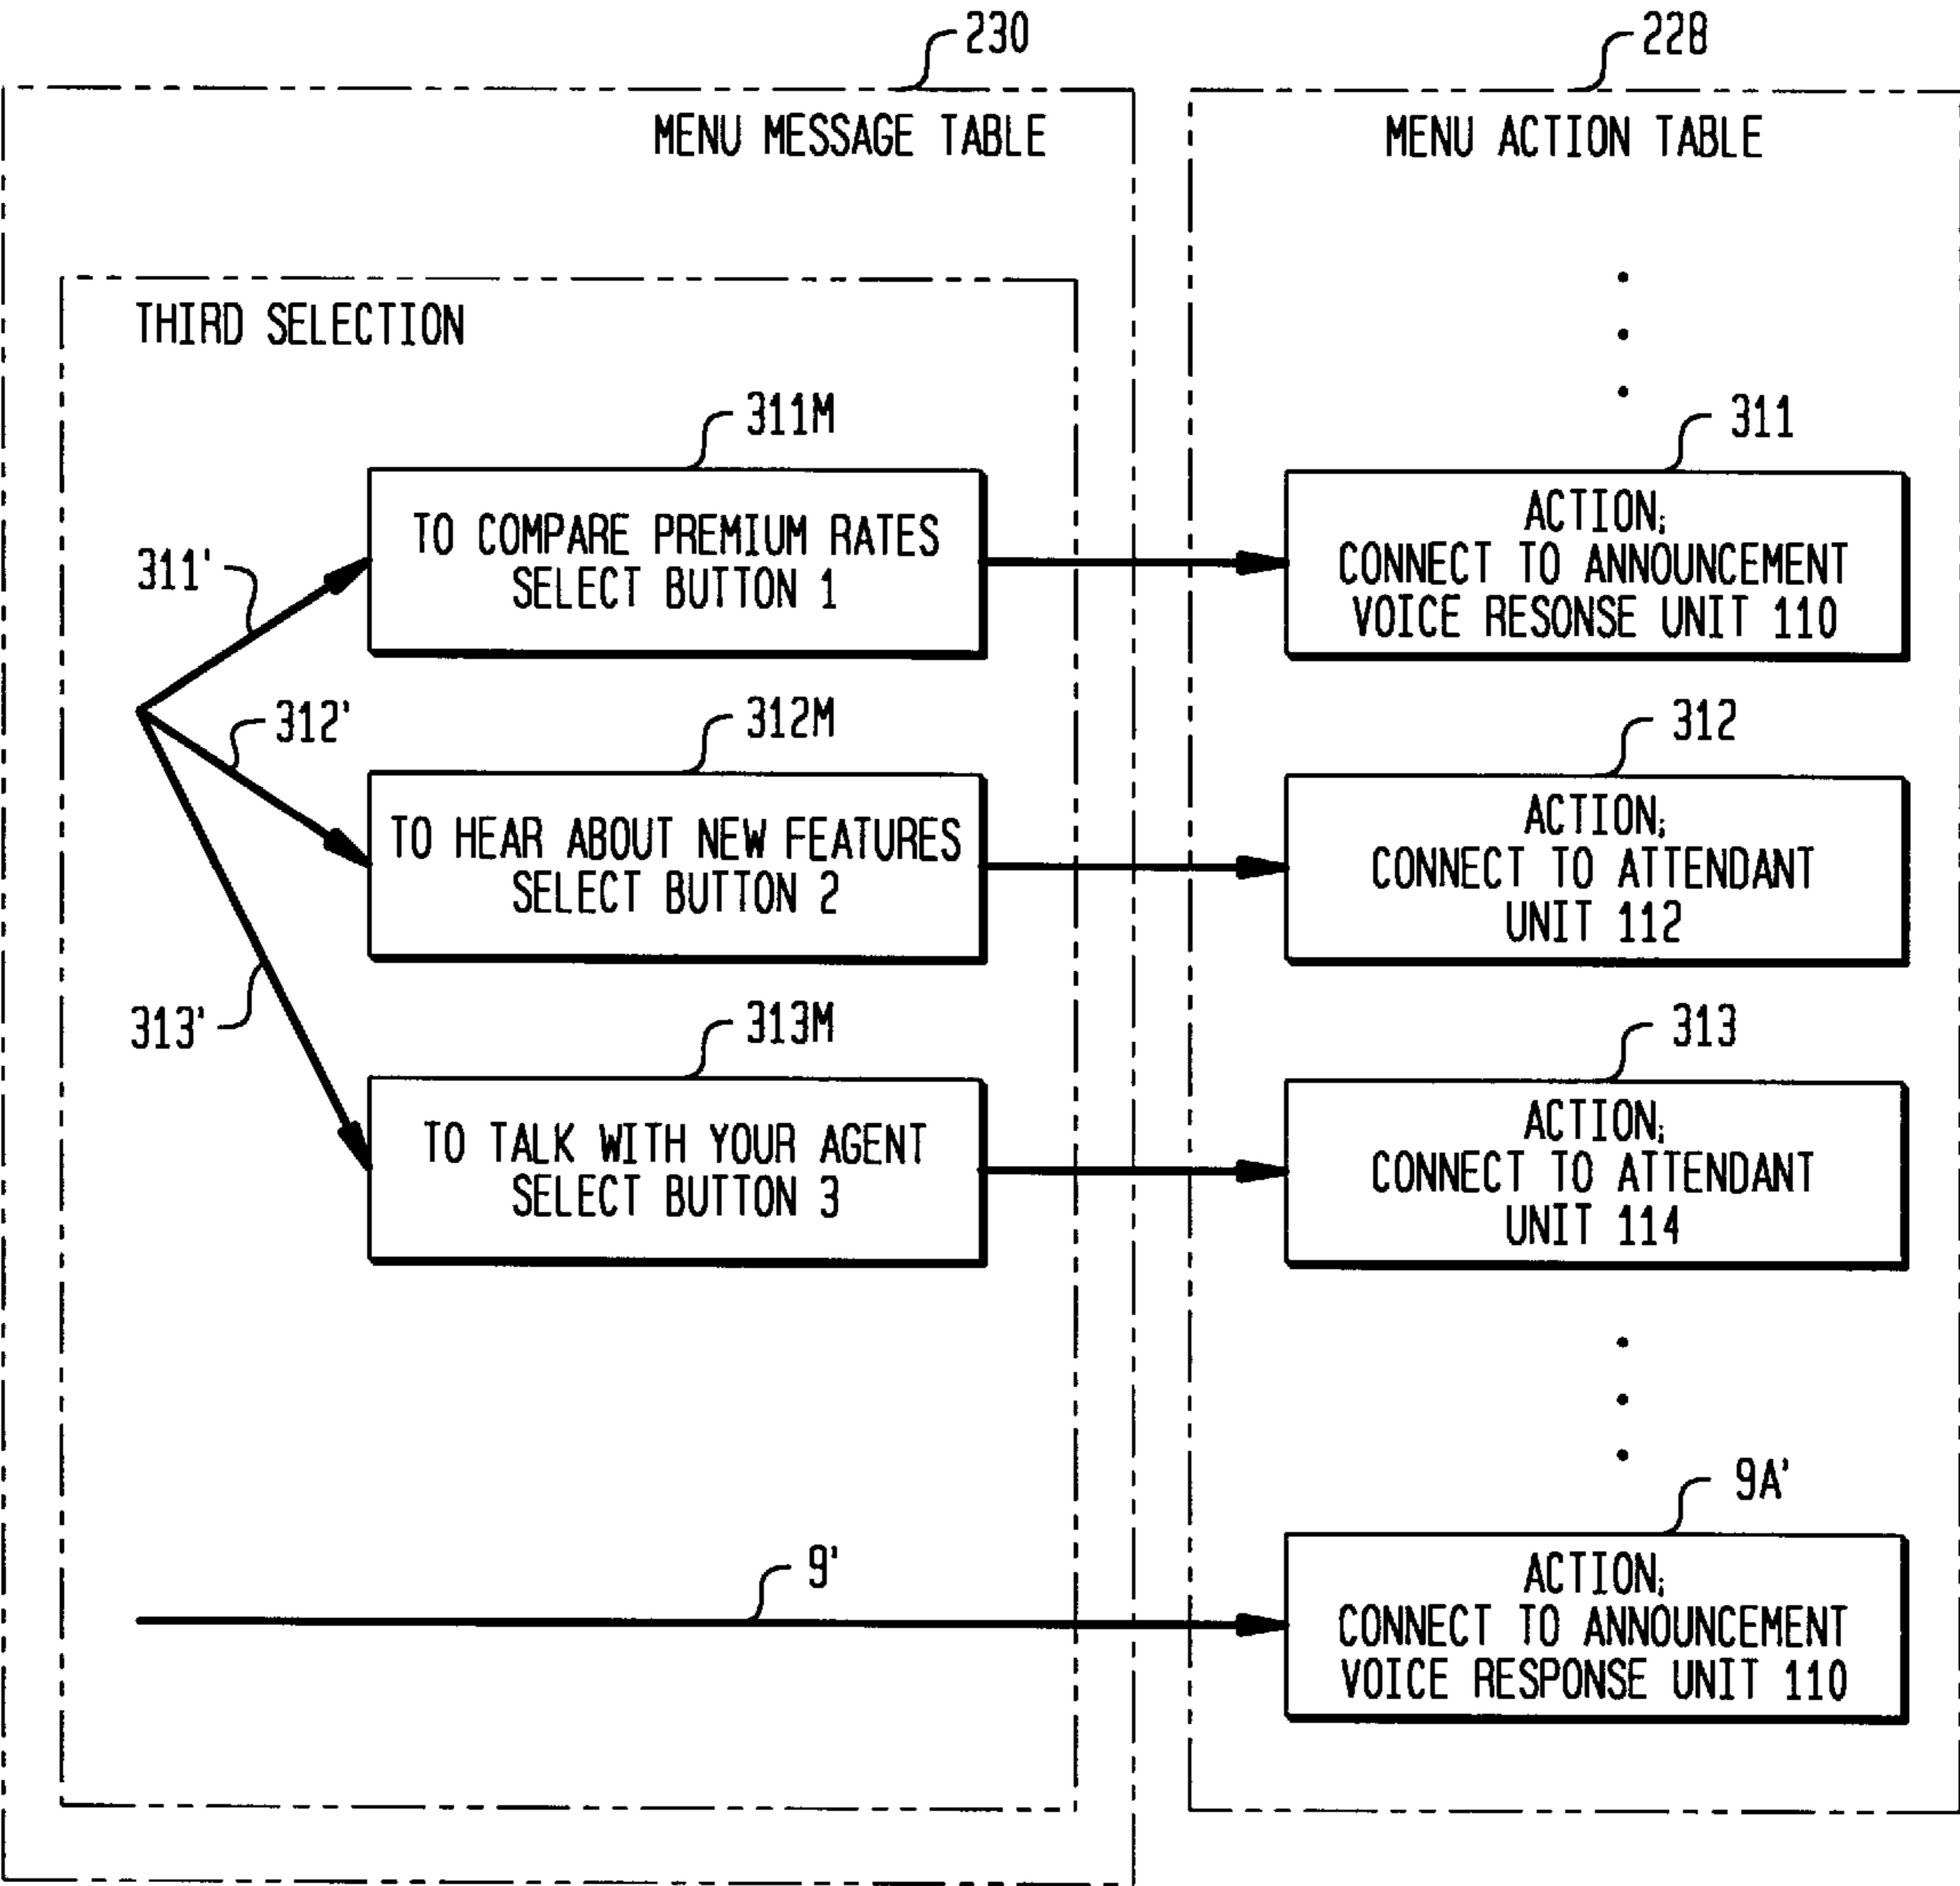 230
228
MENU MESSAGE TABLE
MENU ACTION TABLE
THIRD SELECTION
311M
311
311'
TO COMPARE PREMIUM RATES
SELECT BUTTON 1
ACTION;
CONNECT TO ANNOUNCEMENT
VOICE RESONSE UNIT 110
312'
312M
312
TO HEAR ABOUT NEW FEATURES
SELECT BUTTON 2
ACTION;
CONNECT TO ATTENDANT
UNIT 112
313'
313M
313
TO TALK WITH YOUR AGENT
SELECT BUTTON 3
ACTION;
CONNECT TO ATTENDANT
UNIT 114
9'
9A'
ACTION;
CONNECT TO ANNOUNCEMENT
VOICE RESPONSE UNIT 110